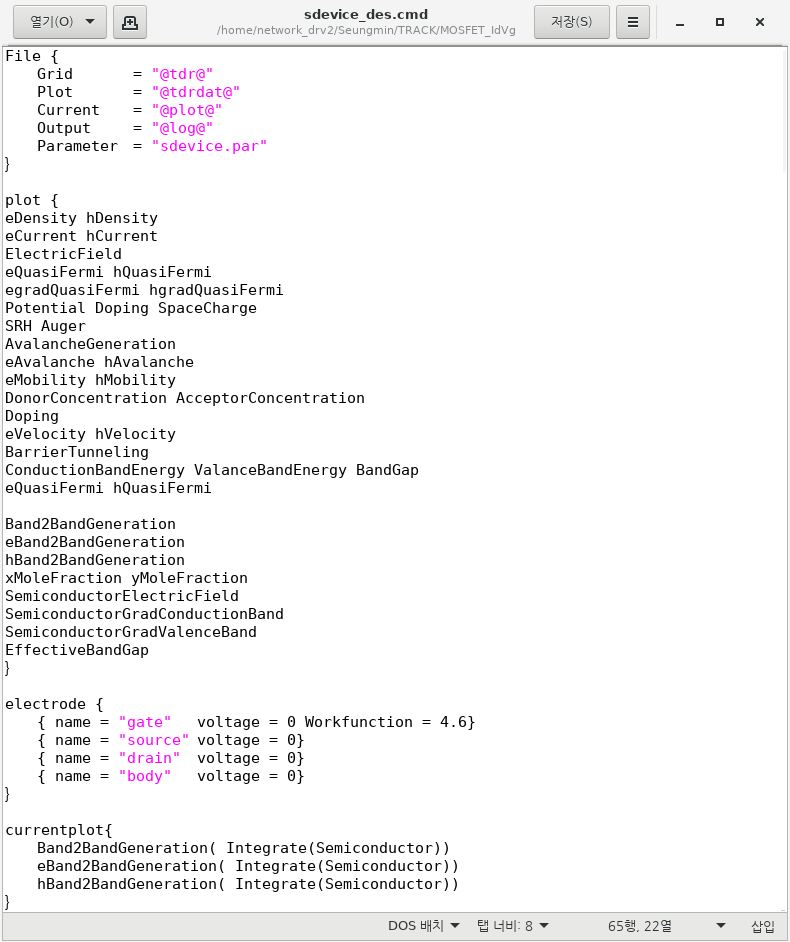 열기(O)
sdevice_des.cmd
/home/network_drv2/Seungmin/TRACK/MOSFET_IdVg
저장(S)
File {
Grid = "@tdr@"
Plot = "@tdrdat@"
Current = "@plot@"
Output = "@log@"
Parameter = "sdevice.par"
}
plot {
eDensity hDensity
eCurrent hCurrent
ElectricField
eQuasiFermi hQuasiFermi
egradQuasiFermi hgradQuasiFermi
Potential Doping SpaceCharge
SRH Auger
AvalancheGeneration
eAvalanche hAvalanche
eMobility hMobility
DonorConcentration AcceptorConcentration
Doping
eVelocity hVelocity
BarrierTunneling
ConductionBandEnergy ValanceBandEnergy BandGap
eQuasiFermi hQuasiFermi
Band2BandGeneration
eBand2BandGeneration
hBand2BandGeneration
xMoleFraction yMoleFraction
SemiconductorElectricField
SemiconductorGradConductionBand
SemiconductorGradValenceBand
EffectiveBandGap
}
electrode {
{ name = "gate" voltage = 0 Workfunction = 4.6}
{ name = "source" voltage = 0}
{ name = "drain" voltage = 0}
{ name = "body" voltage = 0}
}
currentplot{
Band2BandGeneration( Integrate(Semiconductor))
eBand2BandGeneration( Integrate(Semiconductor))
hBand2BandGeneration( Integrate(Semiconductor))
}
DOS 배치 탭 너비: 8 65행, 22열 삽입